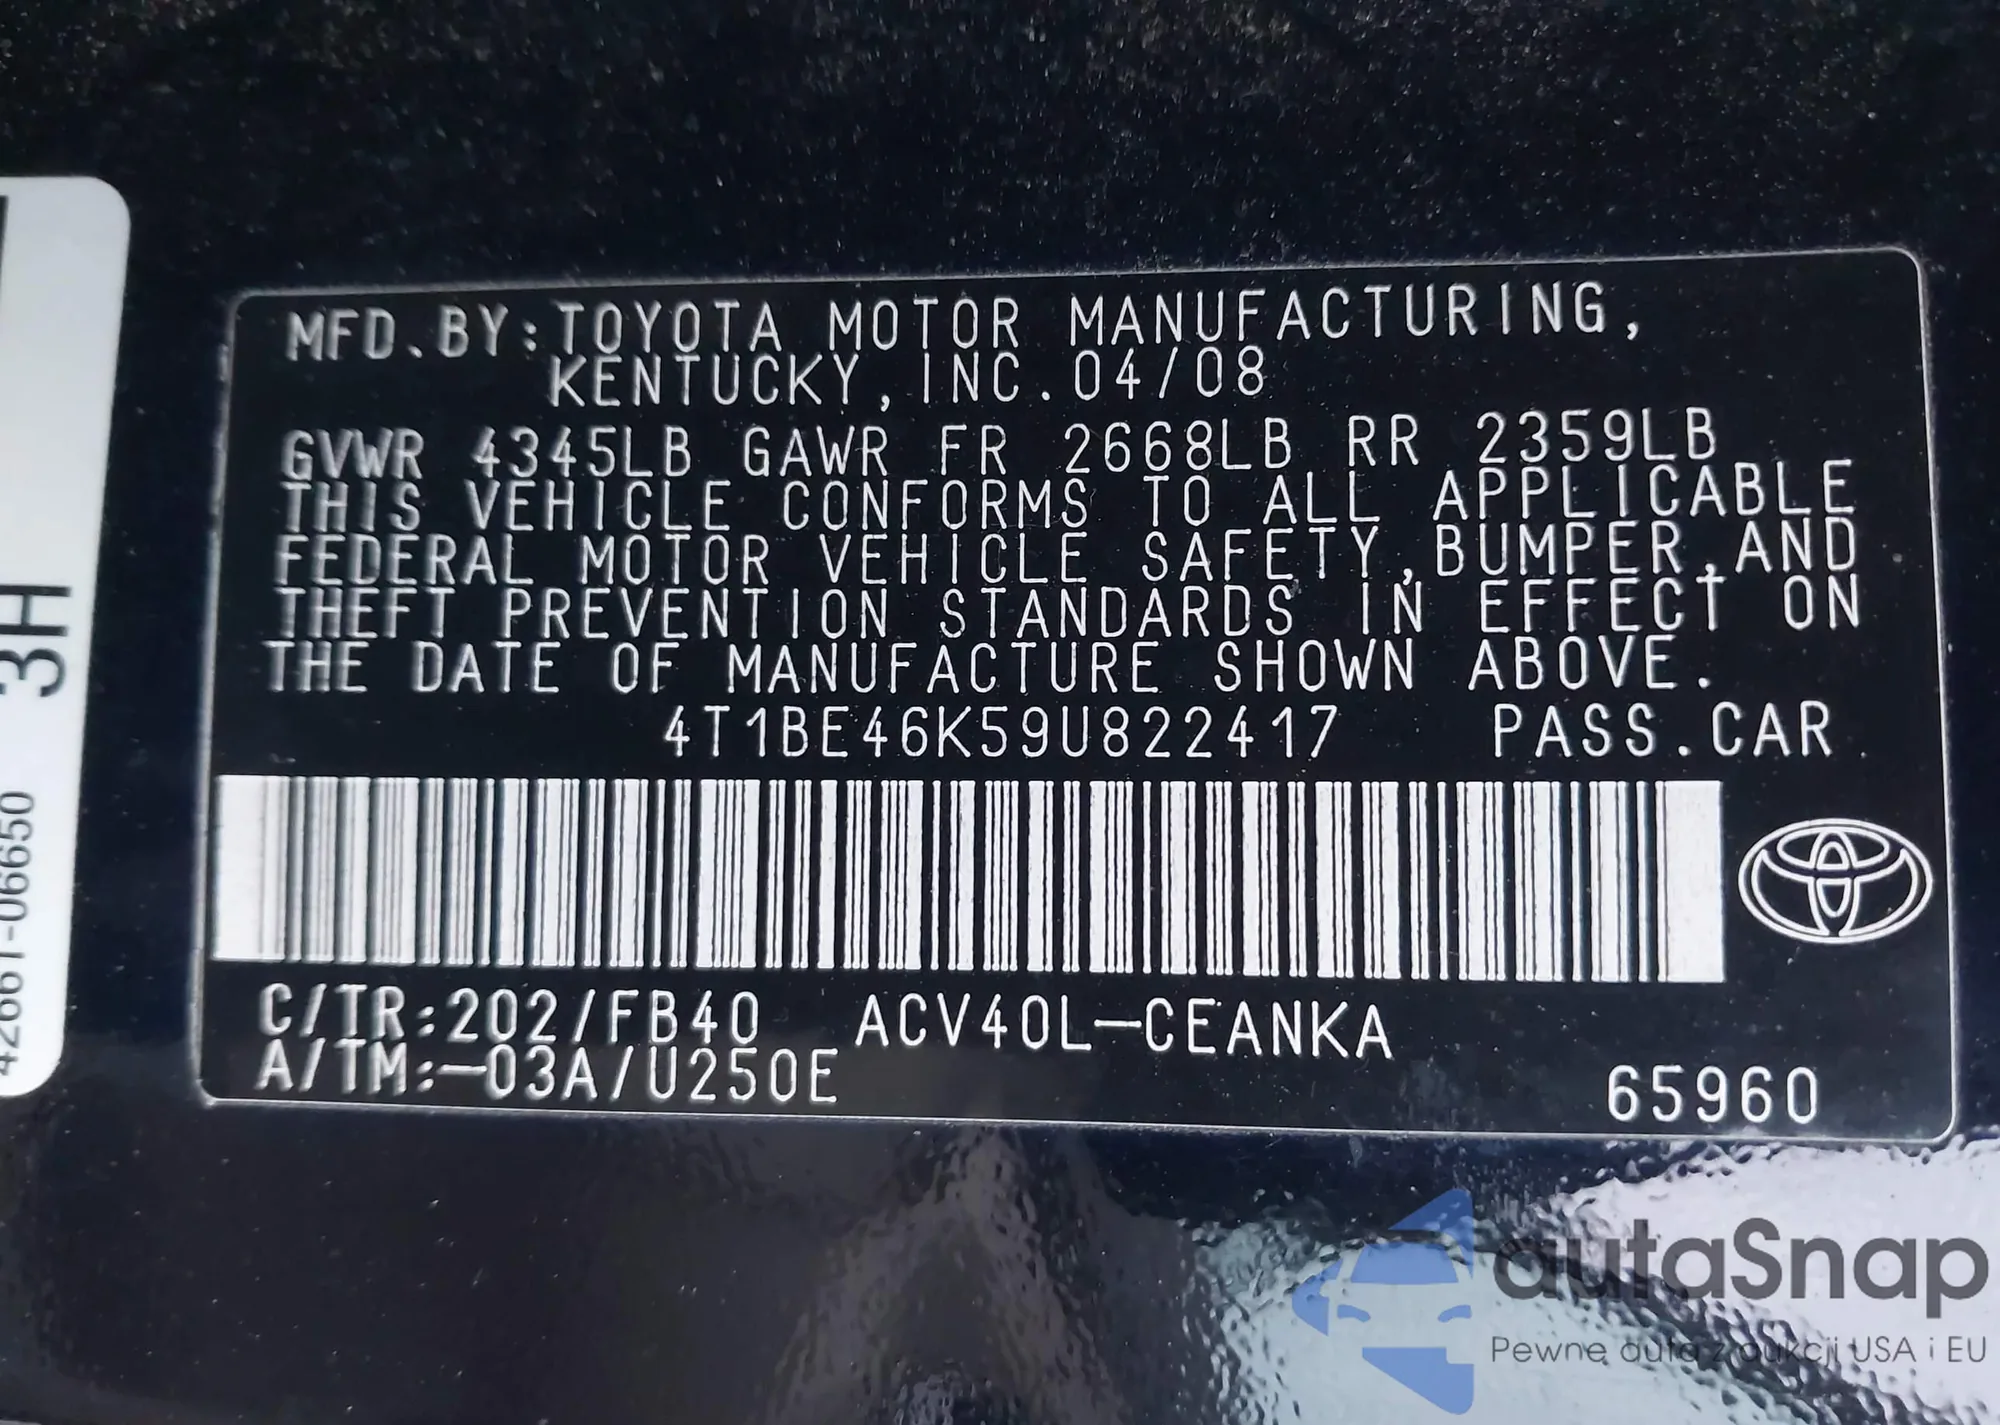 MFD.BY:TOYOTA MOTOR MANUFACTURING,
KENTUCKY,INC.04/08
GVWR 4345LB GAWR FR 2668LB RR 2359LB
THIS VEHICLE CONFORMS TO ALL APPLICABLE
FEDERAL MOTOR VEHICLE SAFETY,BUMPER,AND
THEFT PREVENTION STANDARDS IN EFFECT ON
THE DATE OF MANUFACTURE SHOWN ABOVE.
4T1BE46K59U822417 PASS.CAR
C/TR:202/FB40 ACV40L-CEANKA
A/TM:-03A/U250E
65960
3H
42661-06650
autaSnap
Pewne auta z aukcji USA i EU